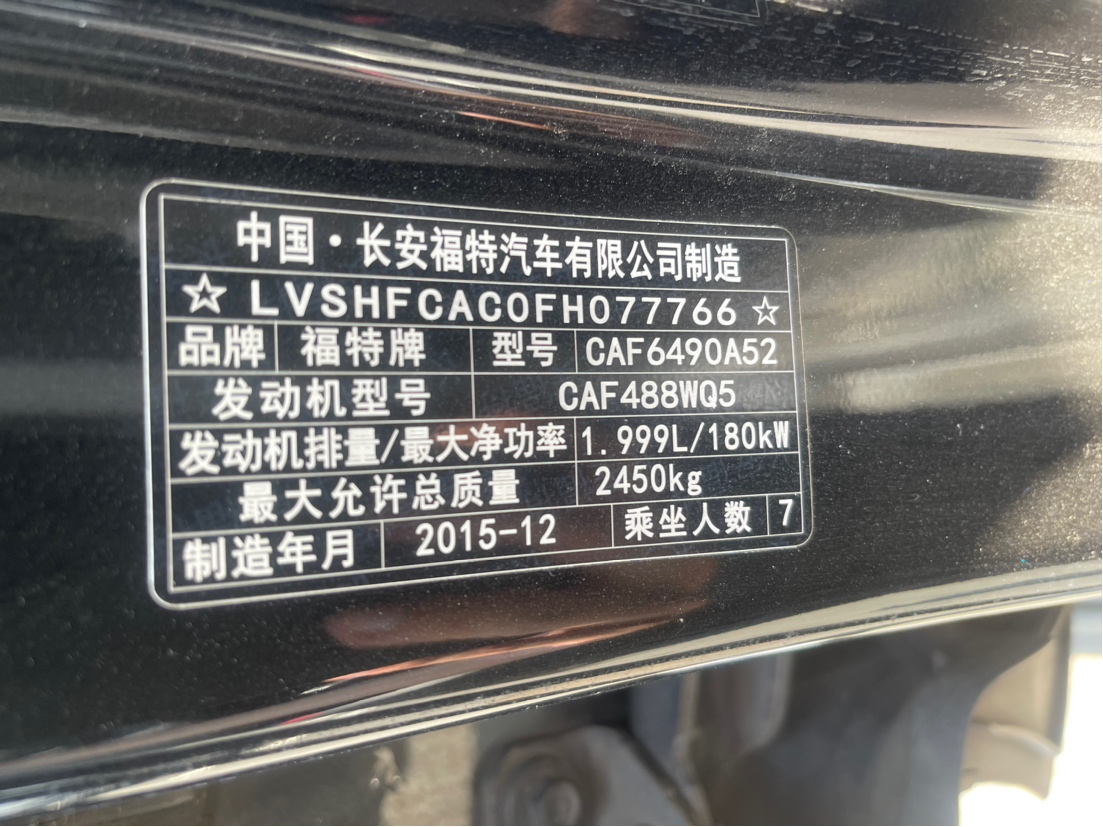 中国·长安福特汽车有限公司制造
☆ LVSHFCAC0FH077766 ☆
品牌 福特牌 型号 CAF6490A52
发动机型号 CAF488WQ5
发动机排量/最大净功率 1.999L/180kW
最大允许总质量 2450kg
制造年月 2015-12 乘坐人数 7